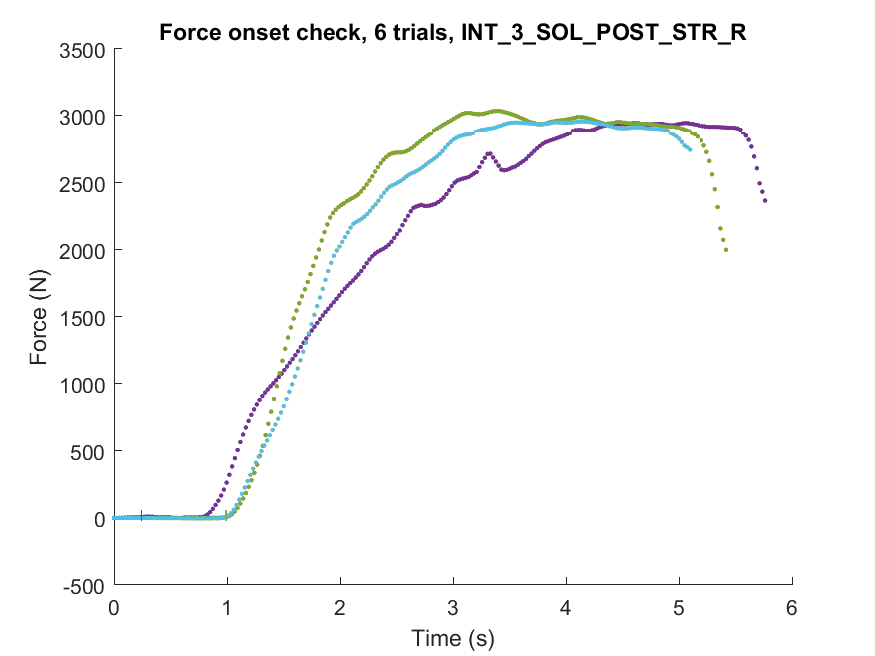 Force onset check, 6 trials, INT_3_SOL_POST_STR_R
3500
3000
2500
2000
1500
1000
500
0
-500
Force (N)
0 1 2 3 4 5 6
Time (s)